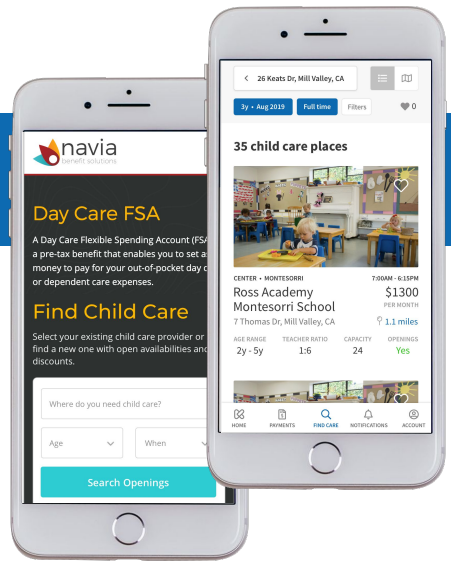 navia
benefit solutions
Day Care FSA
A Day Care Flexible Spending Account (FSA
a pre-tax benefit that enables you to set as
money to pay for your out-of-pocket day c
or dependent care expenses.
Find Child Care
Select your existing child care provider or
find a new one with open availabilities and
discounts.
Where do you need child care?
Age
When
Search Openings
26 Keats Dr, Mill Valley, CA
3y • Aug 2019 Full time Filters 0
35 child care places
CENTER • MONTESSORI 7:00AM - 6:15PM
Ross Academy $1300
Montesorri School PER MONTH
7 Thomas Dr, Mill Valley, CA 1.1 miles
AGE RANGE TEACHER RATIO CAPACITY OPENINGS
2y - 5y 1:6 24 Yes
HOME PAYMENTS FIND CARE NOTIFICATIONS ACCOUNT